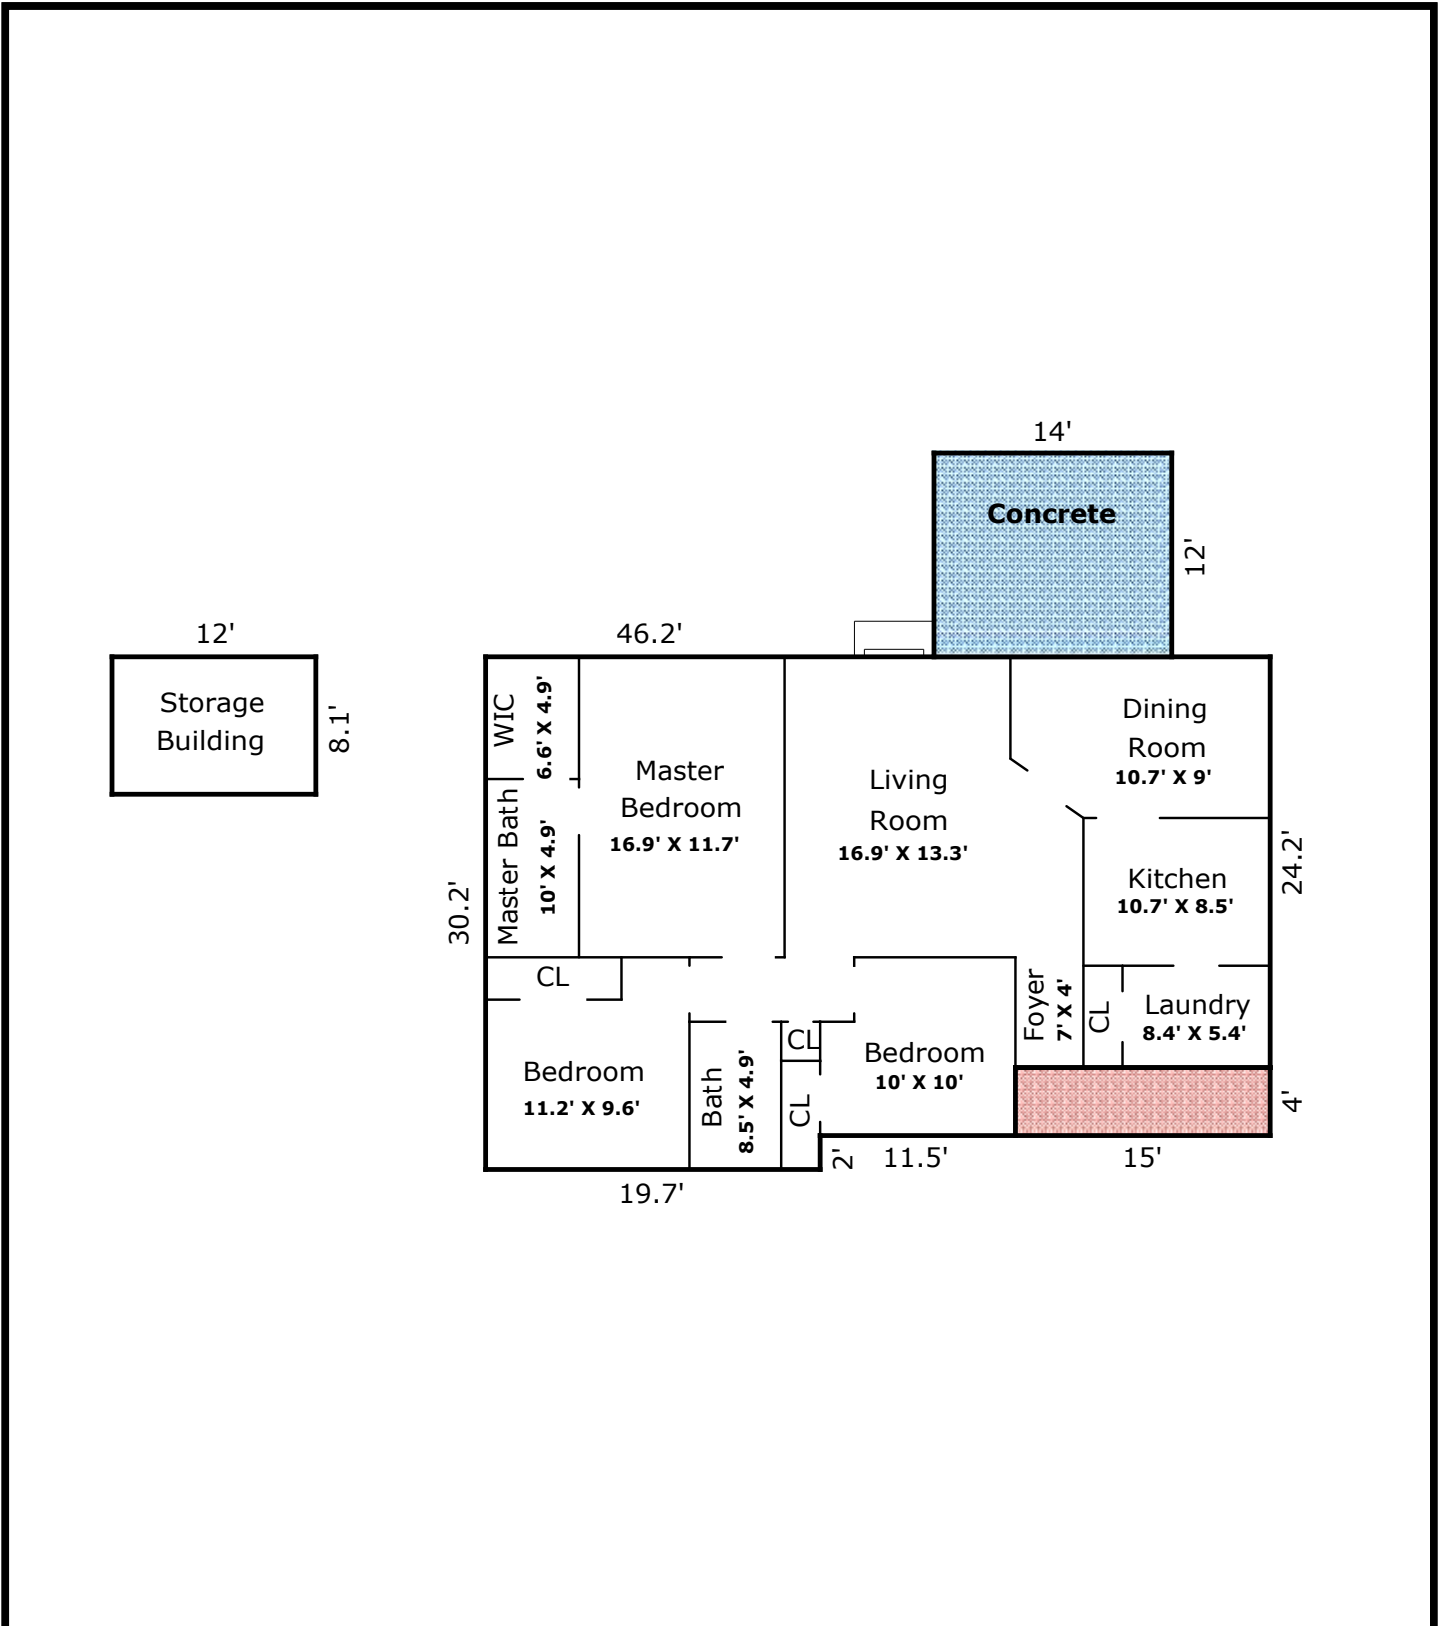 14'
Concrete
12'
12'
46.2'
Storage
Building
8.1'
WIC
6.6' X 4.9'
Master
Bedroom
16.9' X 11.7'
Living
Room
16.9' X 13.3'
Dining
Room
10.7' X 9'
Master Bath
10' X 4.9'
Kitchen
10.7' X 8.5'
24.2'
30.2'
CL
Foyer
7' X 4'
CL
Laundry
8.4' X 5.4'
CL
Bedroom
11.2' X 9.6'
Bath
8.5' X 4.9'
CL
Bedroom
10' X 10'
4'
2'
11.5'
15'
19.7'